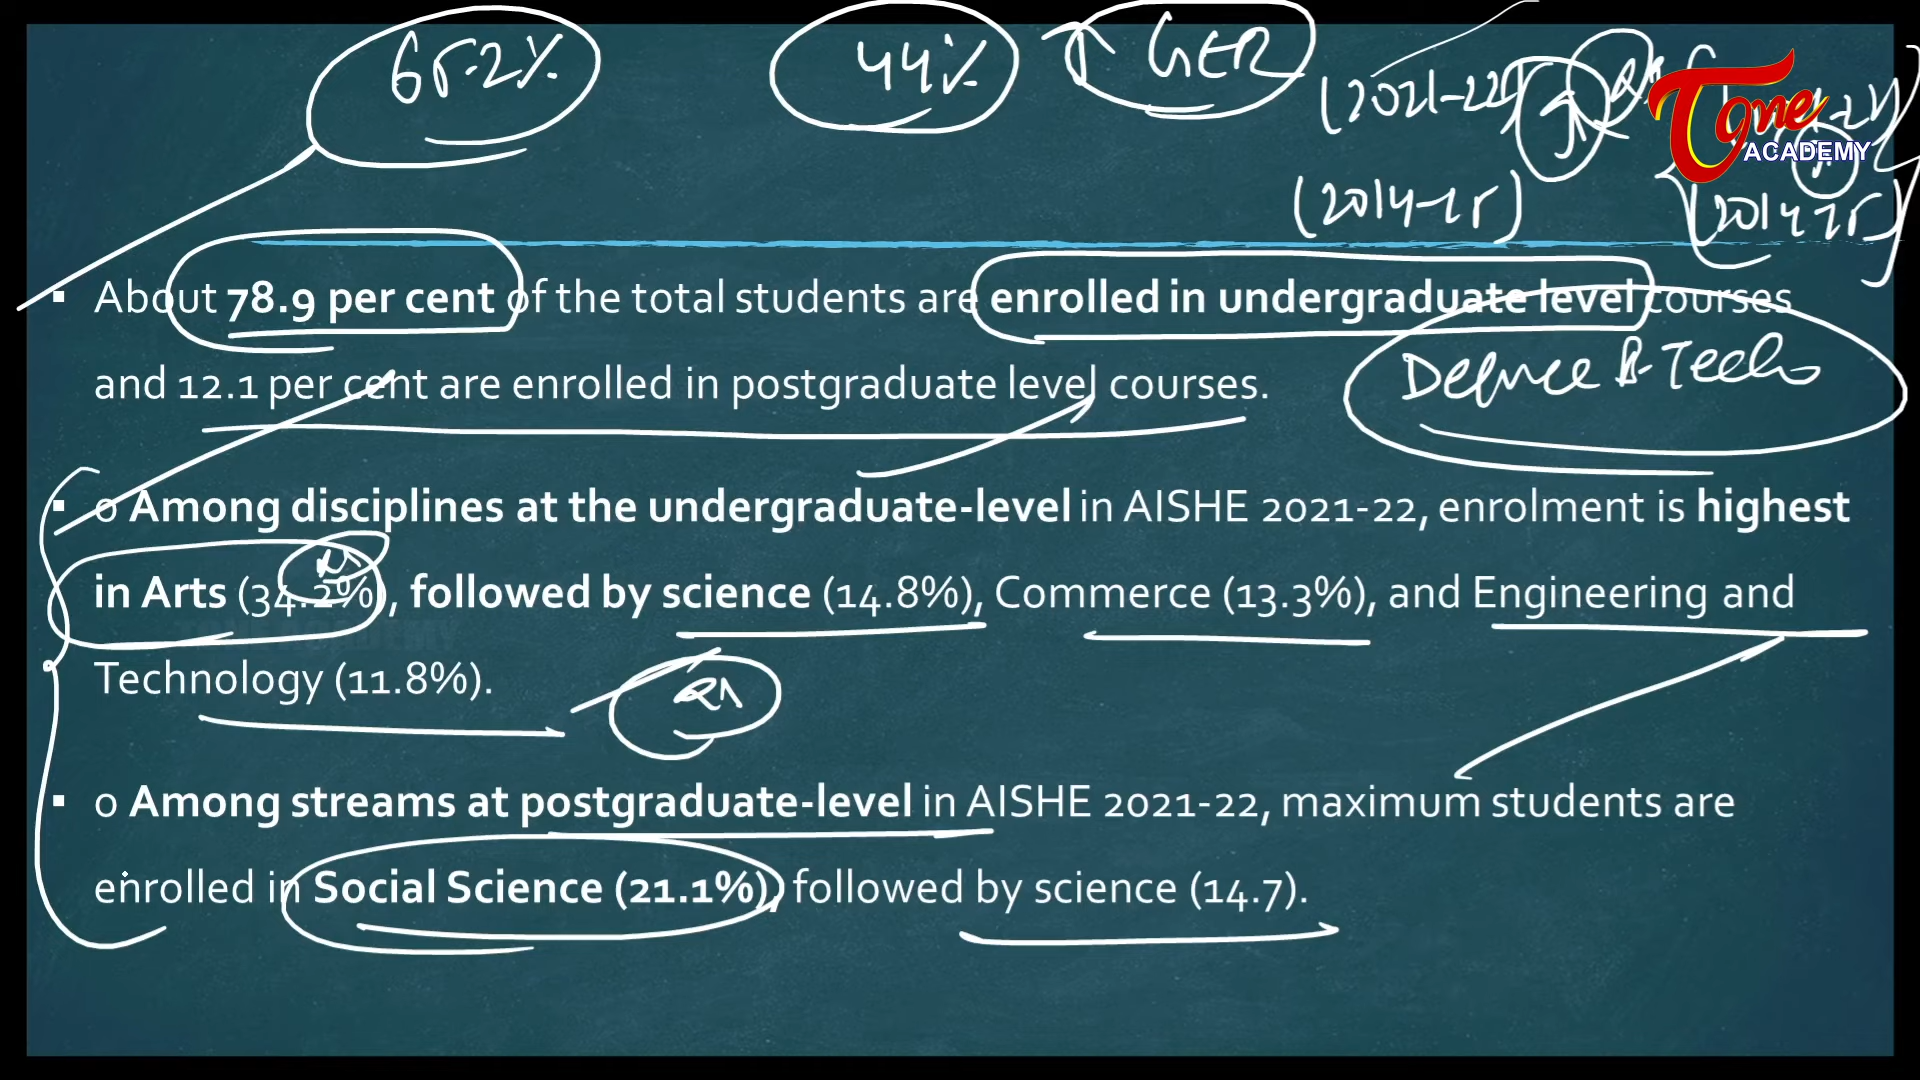 65.2% 44% GER
(2021-22)
(2014-15) (2014-15)
Tone
ACADEMY
▪ About 78.9 per cent of the total students are enrolled in undergraduate level courses
and 12.1 per cent are enrolled in postgraduate level courses.
Degree B-Tech
▪ o Among disciplines at the undergraduate-level in AISHE 2021-22, enrolment is highest
in Arts (34.2%), followed by science (14.8%), Commerce (13.3%), and Engineering and
Technology (11.8%).
▪ o Among streams at postgraduate-level in AISHE 2021-22, maximum students are
enrolled in Social Science (21.1%), followed by science (14.7).